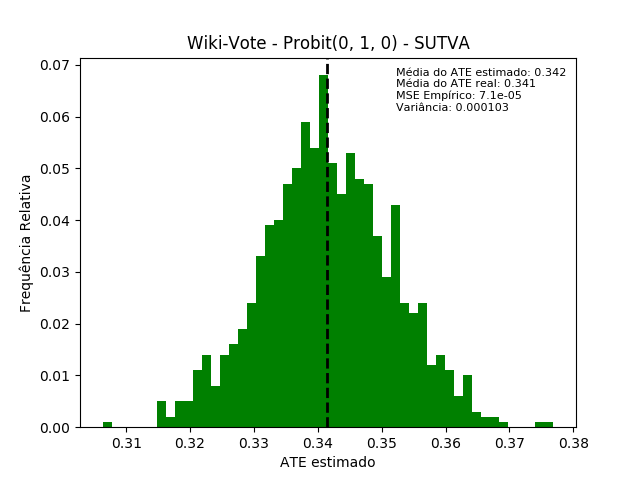 Wiki-Vote - Probit(0, 1, 0) - SUTVA
0.07
0.06
0.05
0.04
0.03
0.02
0.01
0.00
Frequência Relativa
Média do ATE estimado: 0.342
Média do ATE real: 0.341
MSE Empírico: 7.1e-05
Variância: 0.000103
0.31 0.32 0.33 0.34 0.35 0.36 0.37 0.38
ATE estimado